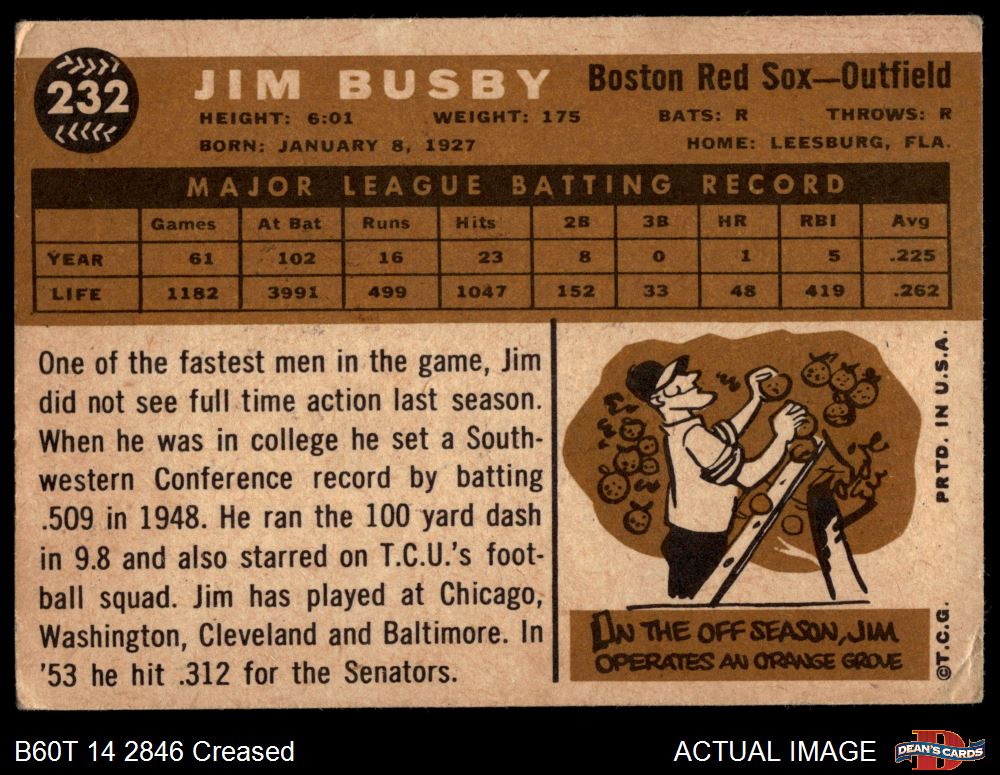 232
JIM BUSBY Boston Red Sox—Outfield
HEIGHT: 6:01 WEIGHT: 175 BATS: R THROWS: R
BORN: JANUARY 8, 1927 HOME: LEESBURG, FLA.
MAJOR LEAGUE BATTING RECORD
Games At Bat Runs Hits 2B 3B HR RBI Avg
YEAR 61 102 16 23 8 0 1 5 .225
LIFE 1182 3991 499 1047 152 33 48 419 .262
One of the fastest men in the game, Jim
did not see full time action last season.
When he was in college he set a South-
western Conference record by batting
.509 in 1948. He ran the 100 yard dash
in 9.8 and also starred on T.C.U.'s foot-
ball squad. Jim has played at Chicago,
Washington, Cleveland and Baltimore. In
'53 he hit .312 for the Senators.
IN THE OFF SEASON, JIM
OPERATES AN ORANGE GROVE
PRTD. IN U.S.A.
©T.C.G.
B60T 14 2846 Creased
ACTUAL IMAGE
D
DEAN'S CARDS